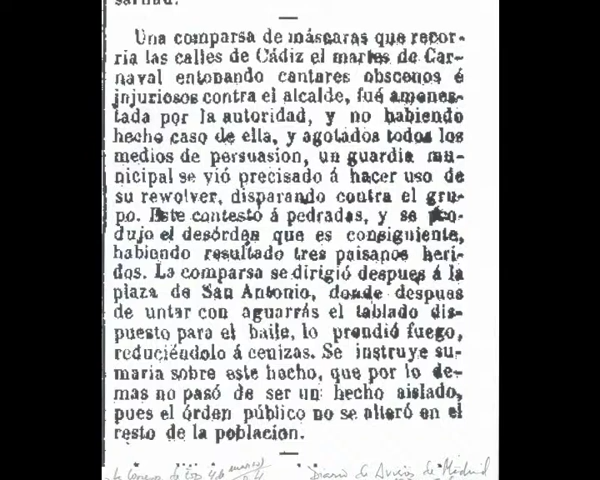 Una comparsa de máscaras que recor-
ria las calles de Cádiz el martes de Car-
naval entonando cantares obscenos é
injuriosos contra el alcalde, fué amones-
tada por la autoridad, y no habiendo
hecho caso de ella, y agotados todos los
medios de persuasion, un guardia mu-
nicipal se vió precisado á hacer uso de
su rewolver, disparando contra el gru-
po. Este contestó á pedradas, y se pro-
dujo el desórden que es consiguiente,
habiendo resultado tres paisanos heri-
dos. La comparsa se dirigió despues á la
plaza de San Antonio, donde despues
de untar con aguarrás el tablado dis-
puesto para el baile, lo prendió fuego,
reduciéndolo á cenizas. Se instruye su-
maria sobre este hecho, que por lo de-
mas no pasó de ser un hecho aislado,
pues el órden público no se alteró en el
resto de la poblacion.
Diario de Avisos de Madrid